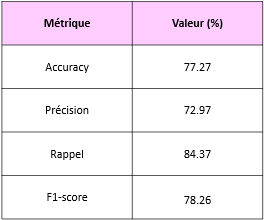 Métrique Valeur (%)
Accuracy 77.27
Précision 72.97
Rappel 84.37
F1-score 78.26